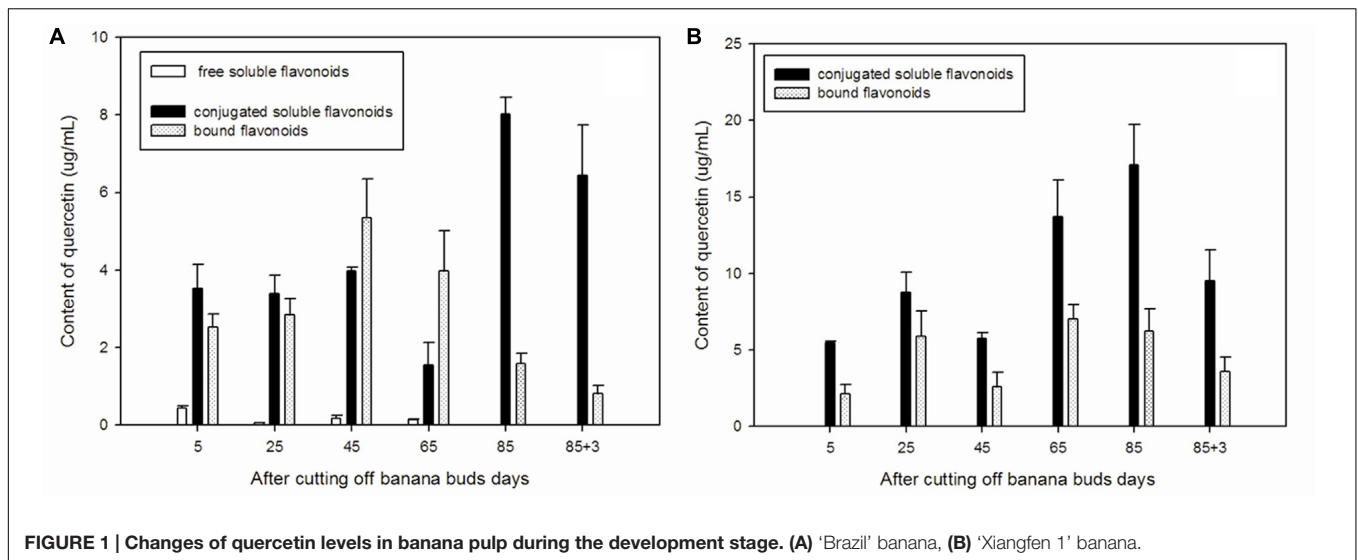 A
10
8
6
4
2
0
Content of quercetin (ug/mL)
free soluble flavonoids
conjugated soluble flavonoids
bound flavonoids
5 25 45 65 85 85+3
After cutting off banana buds days
B
25
20
15
10
5
0
Content of quercetin (ug/mL)
conjugated soluble flavonoids
bound flavonoids
5 25 45 65 85 85+3
After cutting off banana buds days
FIGURE 1 | Changes of quercetin levels in banana pulp during the development stage. (A) ‘Brazil’ banana, (B) ‘Xiangfen 1’ banana.